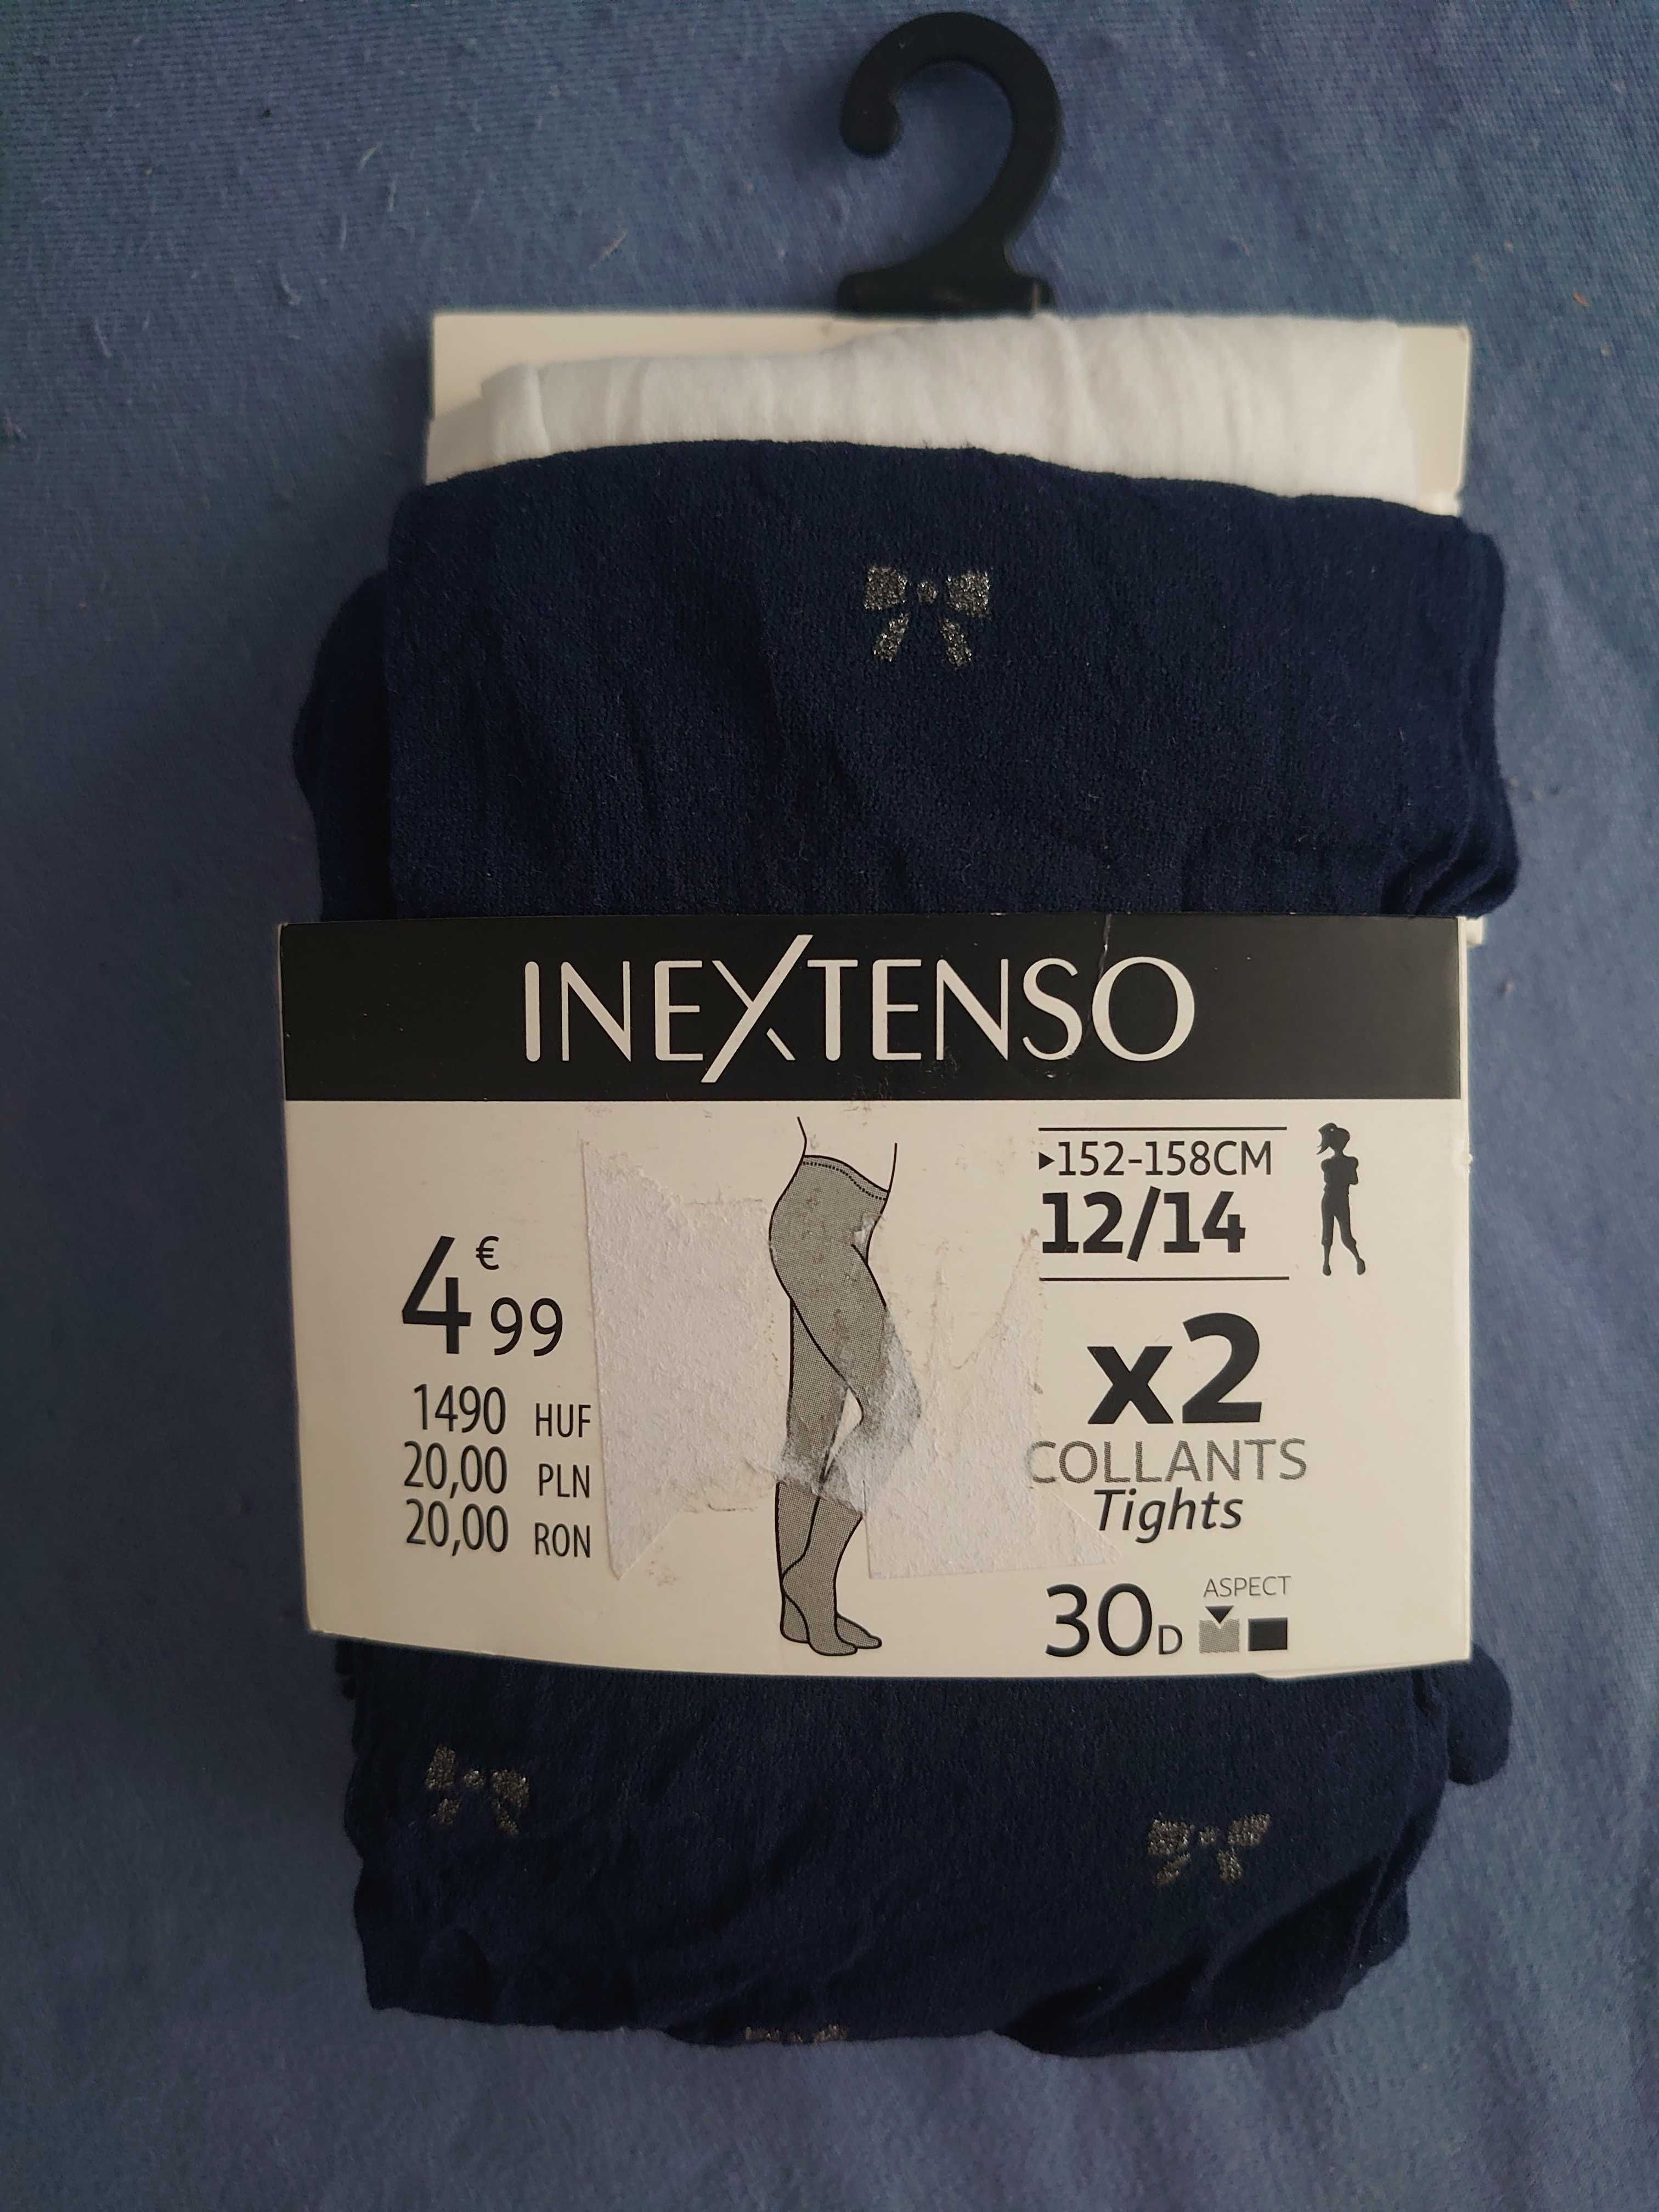 INEXTENSO
▸152-158CM
12/14
4€99
1490 HUF
20,00 PLN
20,00 RON
x2
COLLANTS
Tights
30D
ASPECT